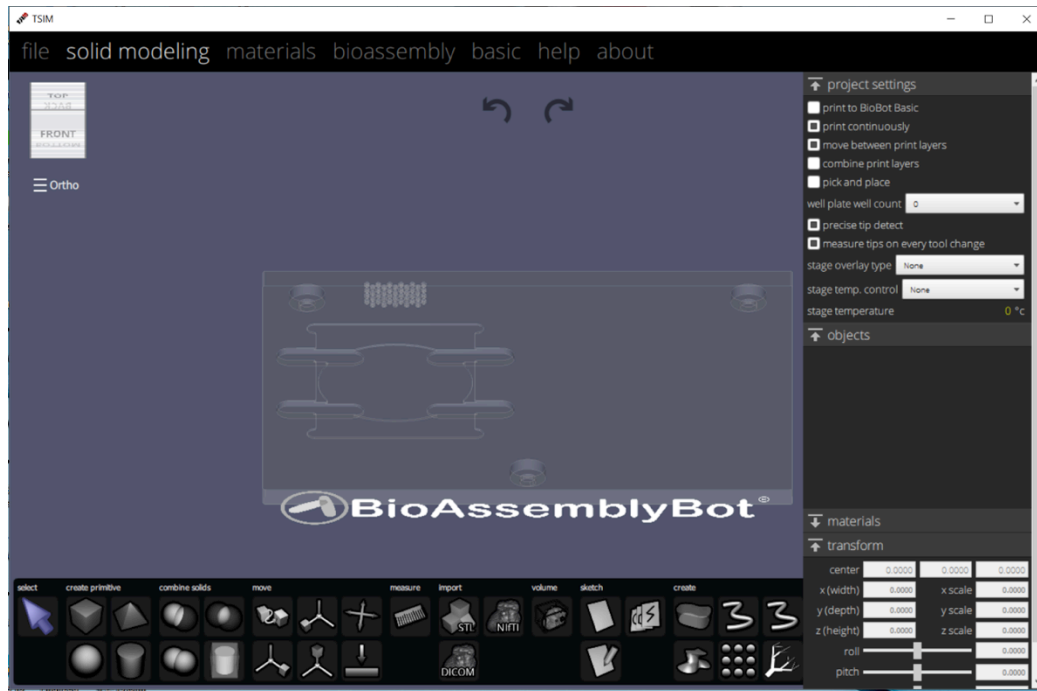 TSIM
file solid modeling materials bioassembly basic help about
TOP
BACK
FRONT
BOTTOM
Ortho
BioAssemblyBot®
project settings
print to BioBot Basic
print continuously
move between print layers
combine print layers
pick and place
well plate well count 0
precise tip detect
measure tips on every tool change
stage overlay type None
stage temp. control None
stage temperature 0 °c
objects
materials
transform
center 0.0000 0.0000 0.0000
x (width) 0.0000 x scale 0.0000
y (depth) 0.0000 y scale 0.0000
z (height) 0.0000 z scale 0.0000
roll 0.0000
pitch 0.0000
select create primitive combine solids move measure import volume sketch create
STL NIfTI
DICOM